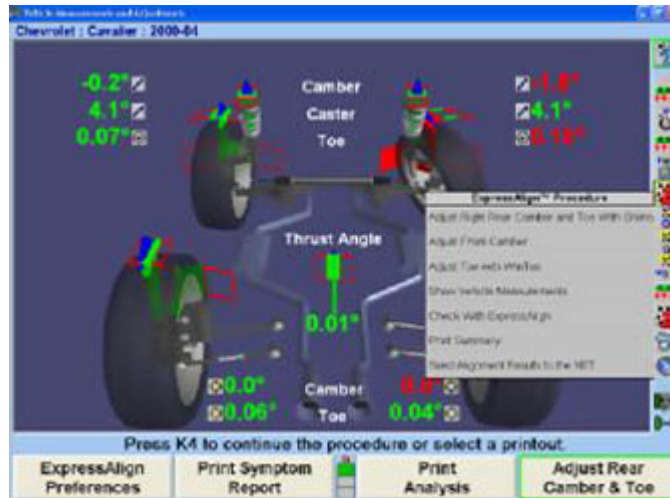 Vehicle Measurements and Adjustments
Chevrolet : Cavalier : 2000-04
-0.2° Camber -1.8°
4.1° Caster 4.1°
0.07° Toe
ExpressAlign™ Procedure
Adjust Right Rear Camber and Toe With Shims
Adjust Front Camber
Adjust Toe with WinToe
Show Vehicle Measurements
Check With ExpressAlign
Print Summary
Send Alignment Results to the NET
Thrust Angle
0.01°
0.0° Camber
0.06° Toe 0.04°
Press K4 to continue the procedure or select a printout.
ExpressAlign Preferences
Print Symptom Report
Print Analysis
Adjust Rear Camber & Toe